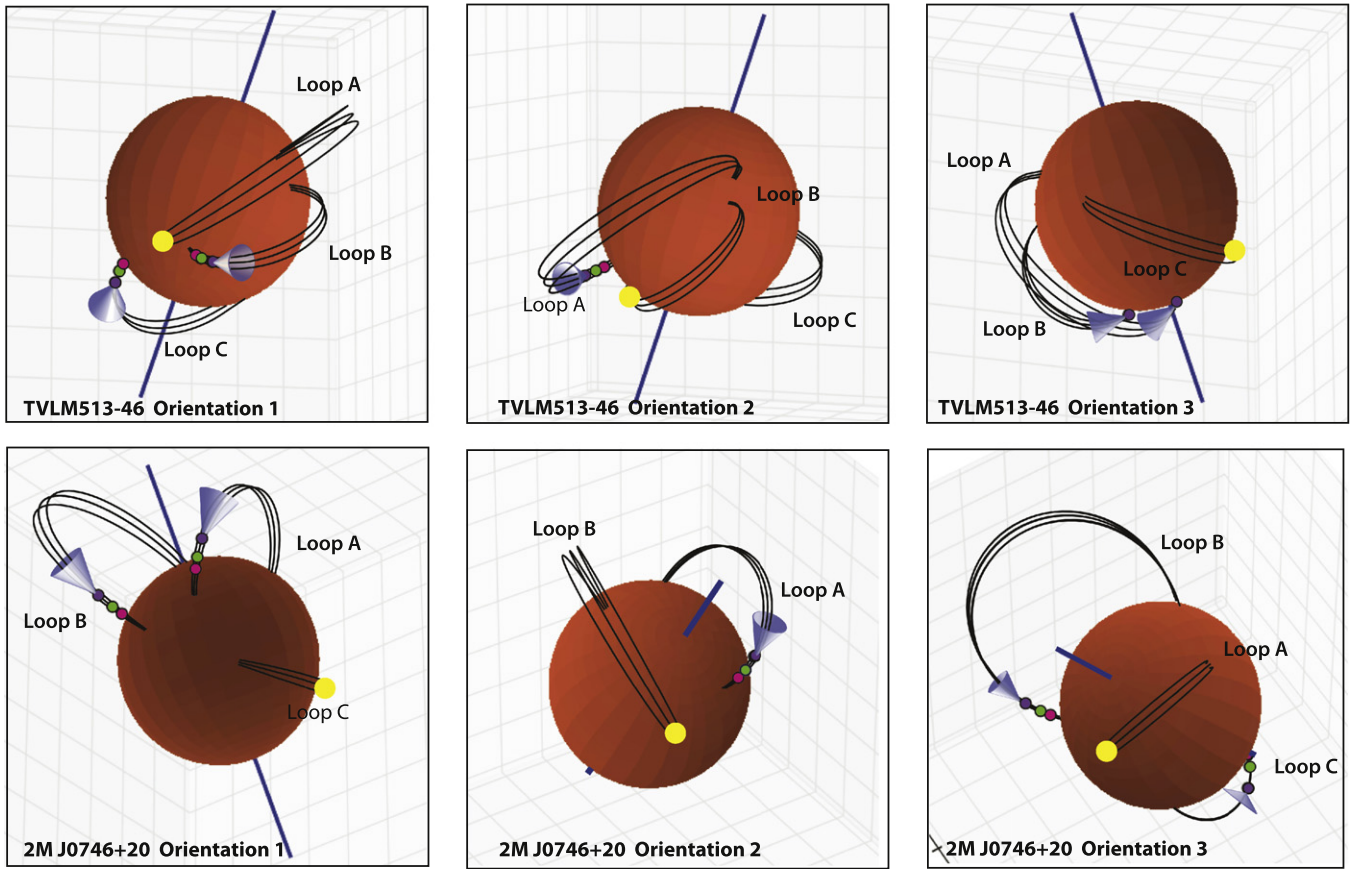 Loop A
Loop B
Loop C
TVLM513-46 Orientation 1
Loop B
Loop A
Loop C
TVLM513-46 Orientation 2
Loop A
Loop C
Loop B
TVLM513-46 Orientation 3
Loop A
Loop B
Loop C
2M J0746+20 Orientation 1
Loop B
Loop A
2M J0746+20 Orientation 2
Loop B
Loop A
Loop C
2M J0746+20 Orientation 3